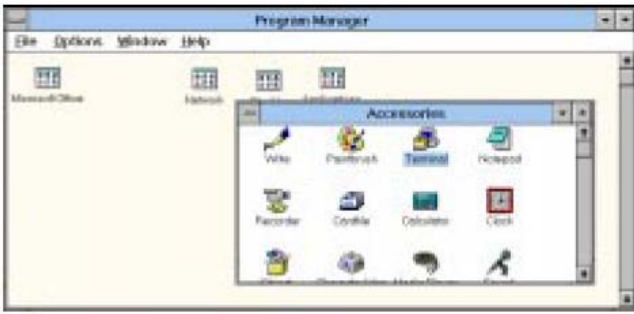 Program Manager
File Options Window Help
Microsoft Office Network Applications
Accessories
Write Paintbrush Terminal Notepad
Recorder Cardfile Calculator Clock